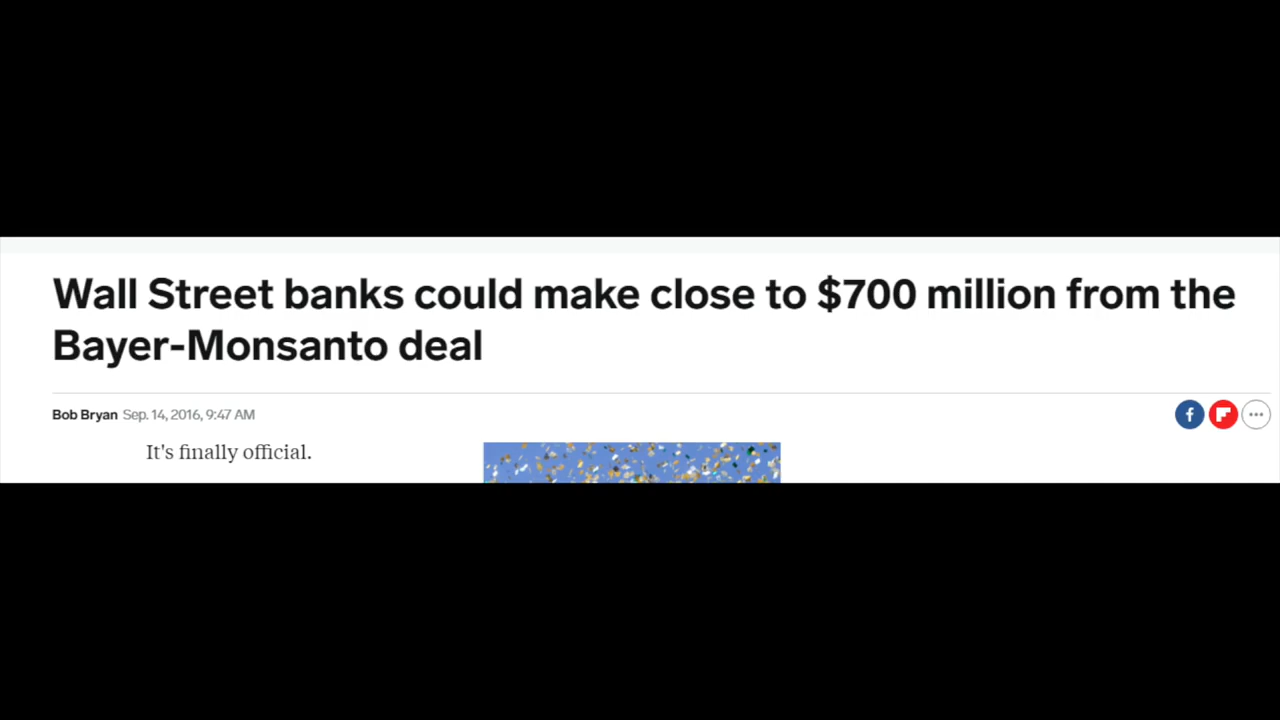 Wall Street banks could make close to $700 million from the
Bayer-Monsanto deal
Bob Bryan Sep. 14, 2016, 9:47 AM
It's finally official.